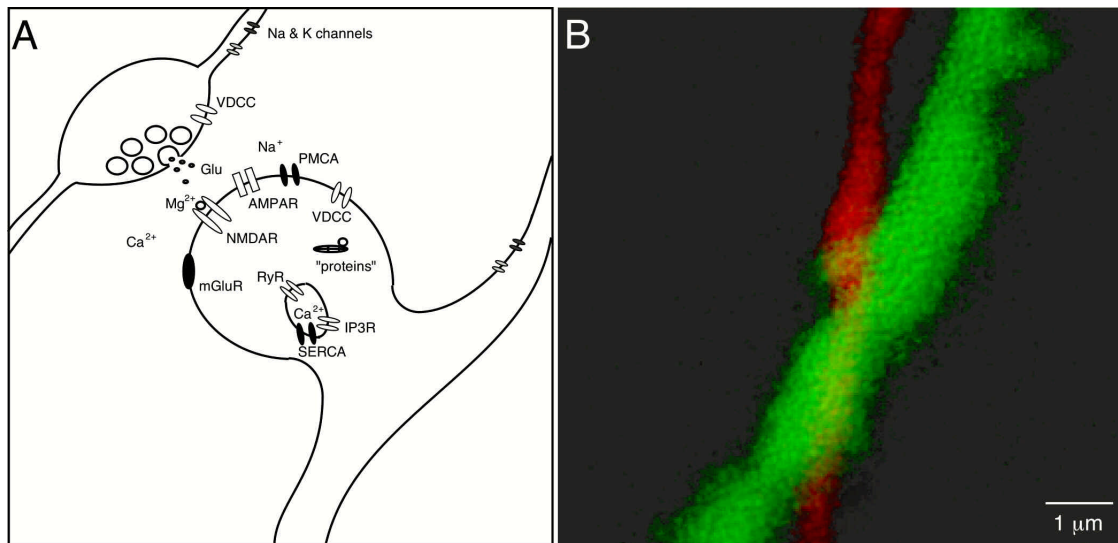 A
Na & K channels
VDCC
Glu
Na+
PMCA
Mg2+
AMPAR
VDCC
Ca2+
NMDAR
"proteins"
mGluR
RyR
Ca2+
IP3R
SERCA
B
1 μm